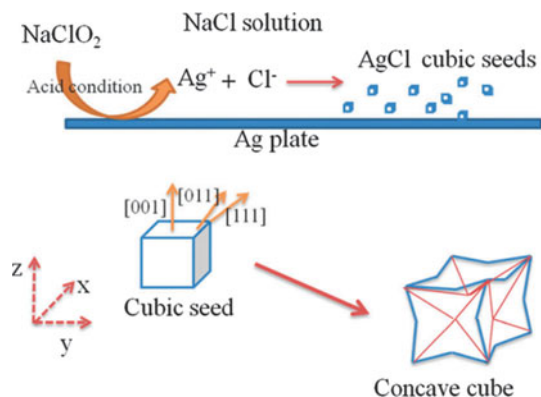 NaClO₂
NaCl solution
Acid condition
Ag⁺ + Cl⁻
AgCl cubic seeds
Ag plate
[001]
[011]
[111]
z
x
y
Cubic seed
Concave cube